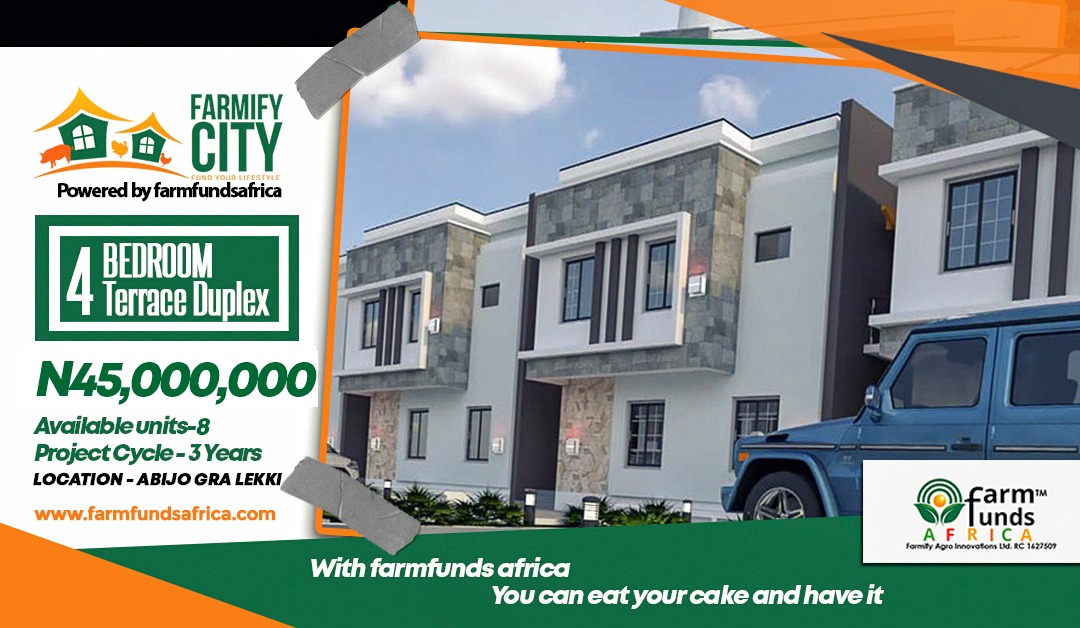 FARMIFY
CITY
FUND YOUR LIFESTYLE
Powered by farmfundsafrica
4 BEDROOM
Terrace Duplex
N45,000,000
Available units-8
Project Cycle - 3 Years
LOCATION - ABIJO GRA LEKKI
www.farmfundsafrica.com
farm™
funds
AFRICA
Farmify Agro Innovations Ltd. RC 1627509
With farmfunds africa
You can eat your cake and have it